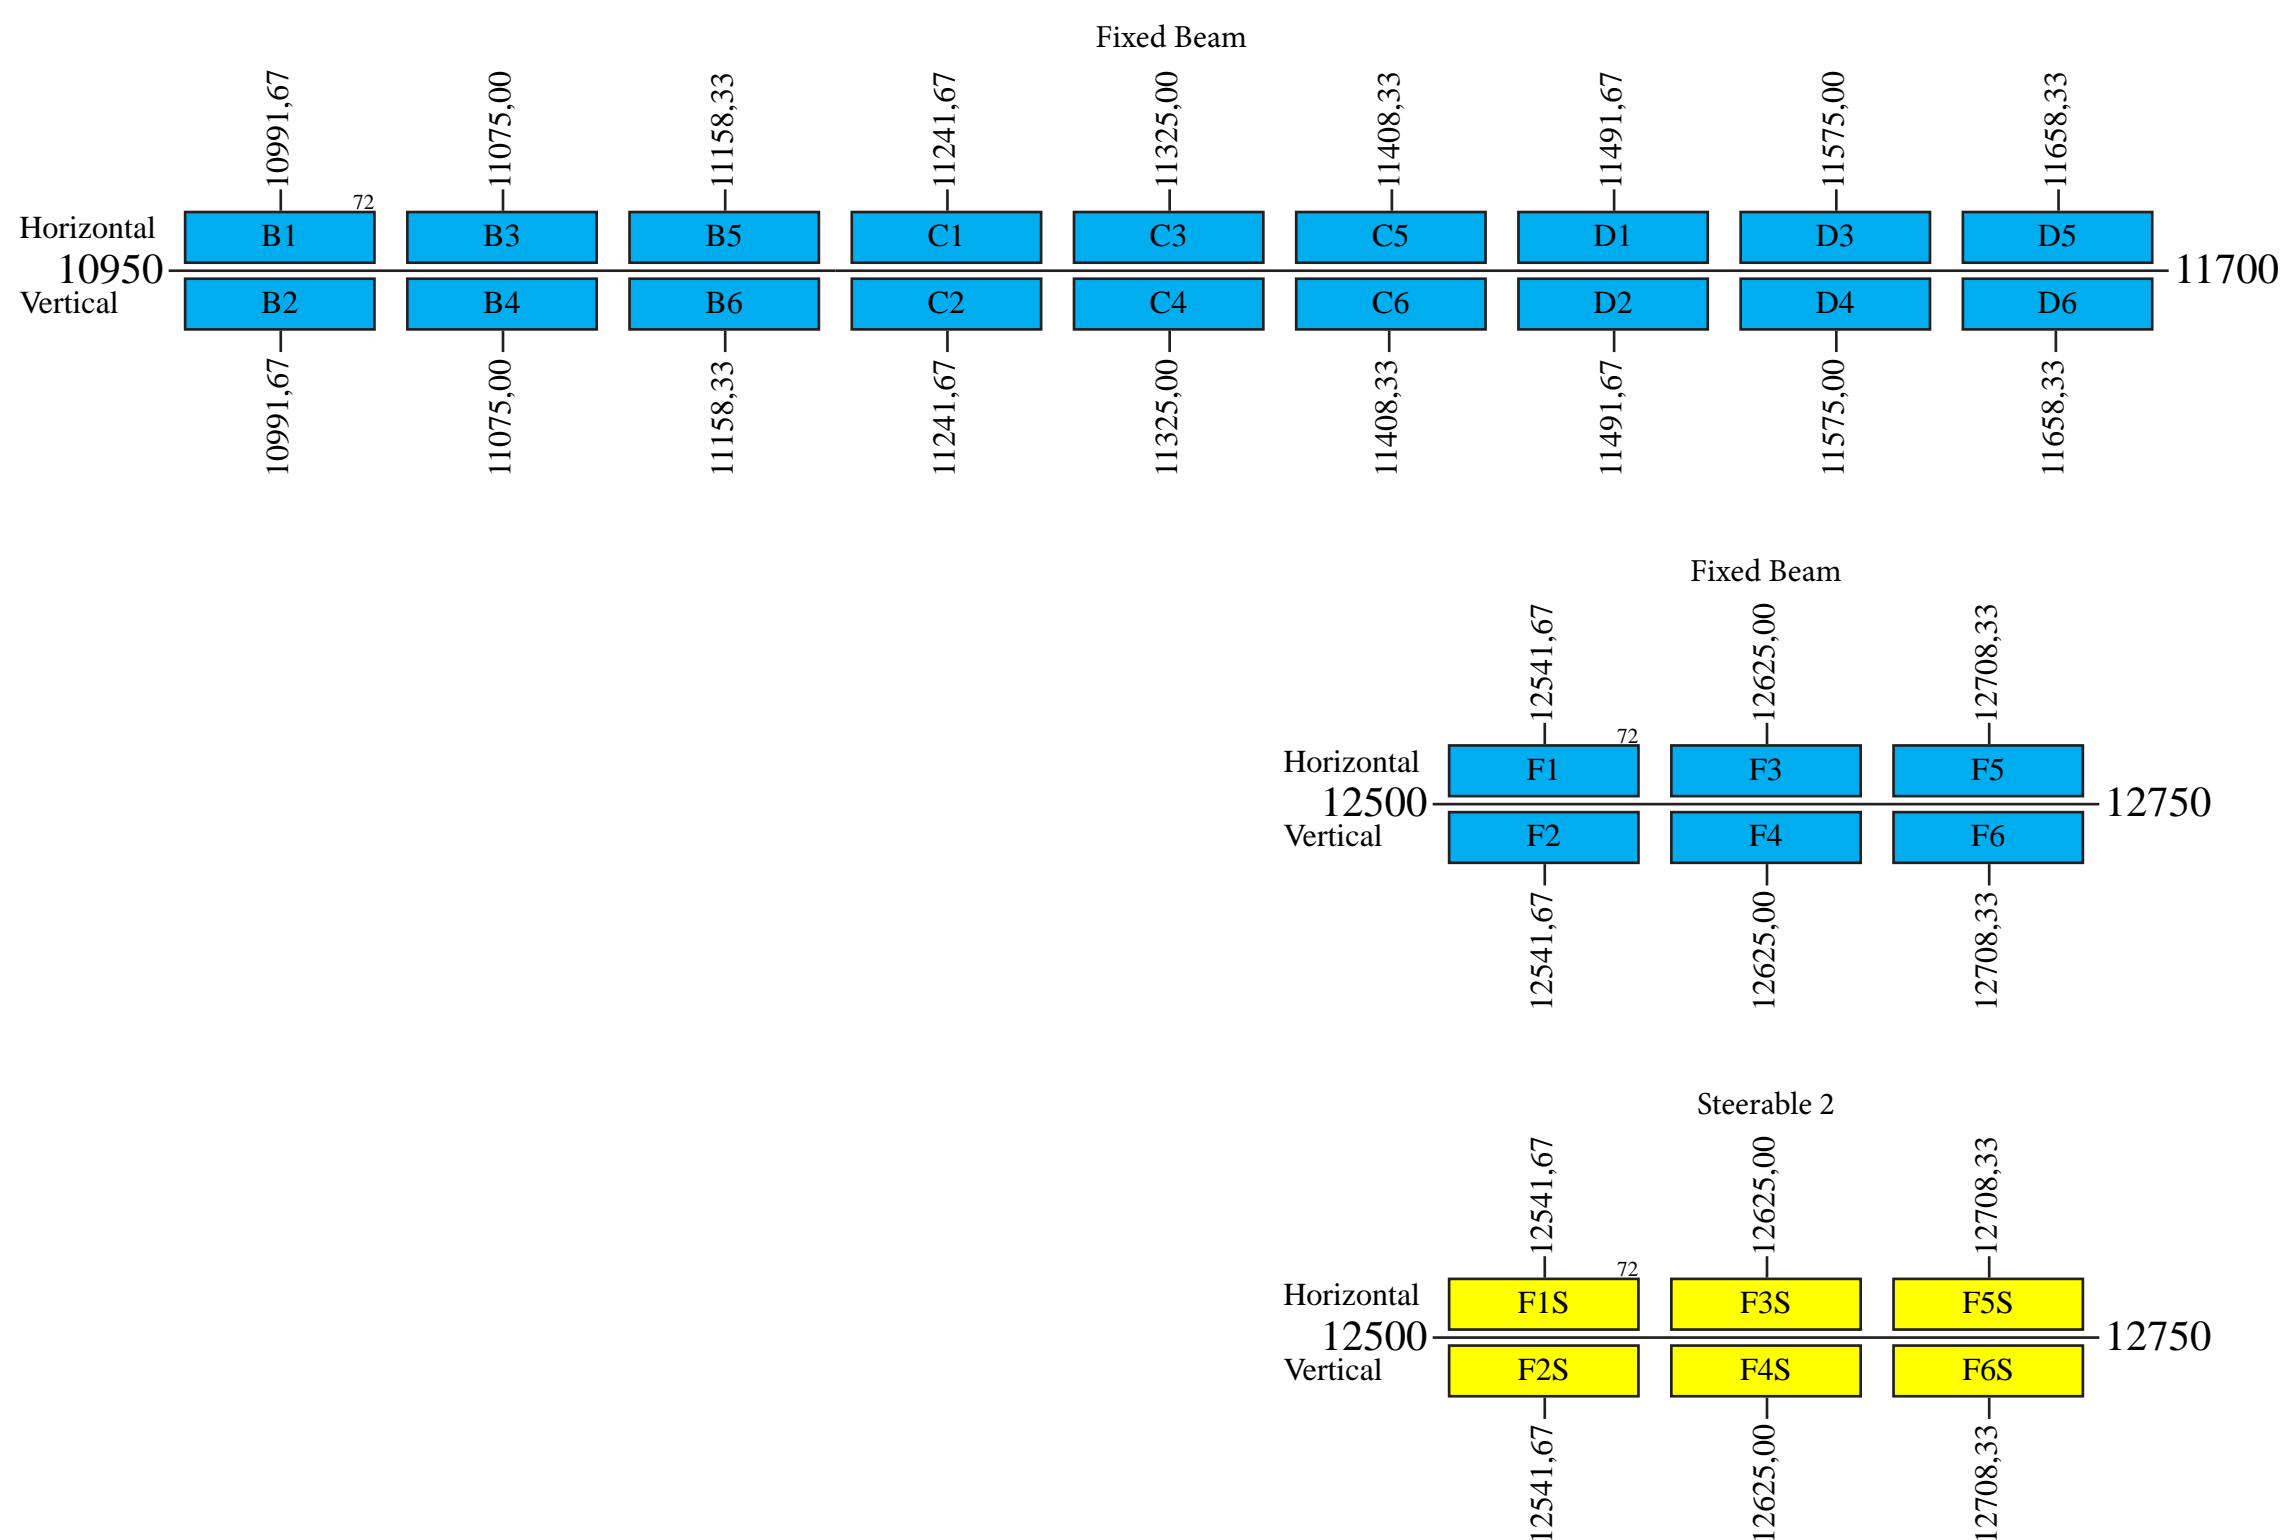 Fixed Beam
10991,67 11075,00 11158,33 11241,67 11325,00 11408,33 11491,67 11575,00 11658,33
72
Horizontal B1 B3 B5 C1 C3 C5 D1 D3 D5
10950 11700
Vertical B2 B4 B6 C2 C4 C6 D2 D4 D6
10991,67 11075,00 11158,33 11241,67 11325,00 11408,33 11491,67 11575,00 11658,33
Fixed Beam
12541,67 12625,00 12708,33
72
Horizontal F1 F3 F5
12500 12750
Vertical F2 F4 F6
12541,67 12625,00 12708,33
Steerable 2
12541,67 12625,00 12708,33
72
Horizontal F1S F3S F5S
12500 12750
Vertical F2S F4S F6S
12541,67 12625,00 12708,33